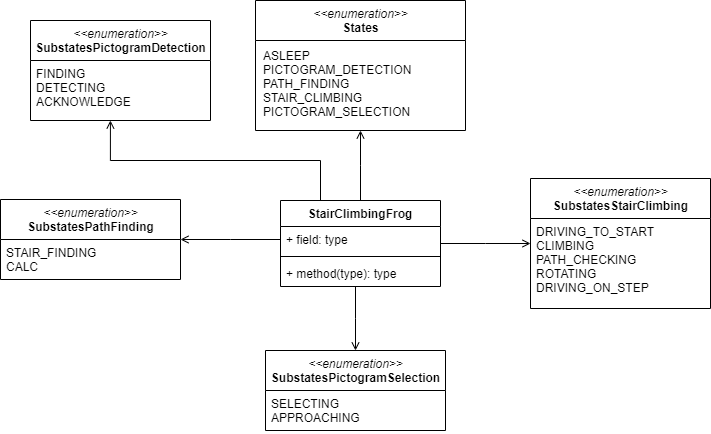 <<enumeration>>
SubstatesPictogramDetection
FINDING
DETECTING
ACKNOWLEDGE
<<enumeration>>
States
ASLEEP
PICTOGRAM_DETECTION
PATH_FINDING
STAIR_CLIMBING
PICTOGRAM_SELECTION
<<enumeration>>
SubstatesPathFinding
STAIR_FINDING
CALC
StairClimbingFrog
+ field: type
+ method(type): type
<<enumeration>>
SubstatesStairClimbing
DRIVING_TO_START
CLIMBING
PATH_CHECKING
ROTATING
DRIVING_ON_STEP
<<enumeration>>
SubstatesPictogramSelection
SELECTING
APPROACHING